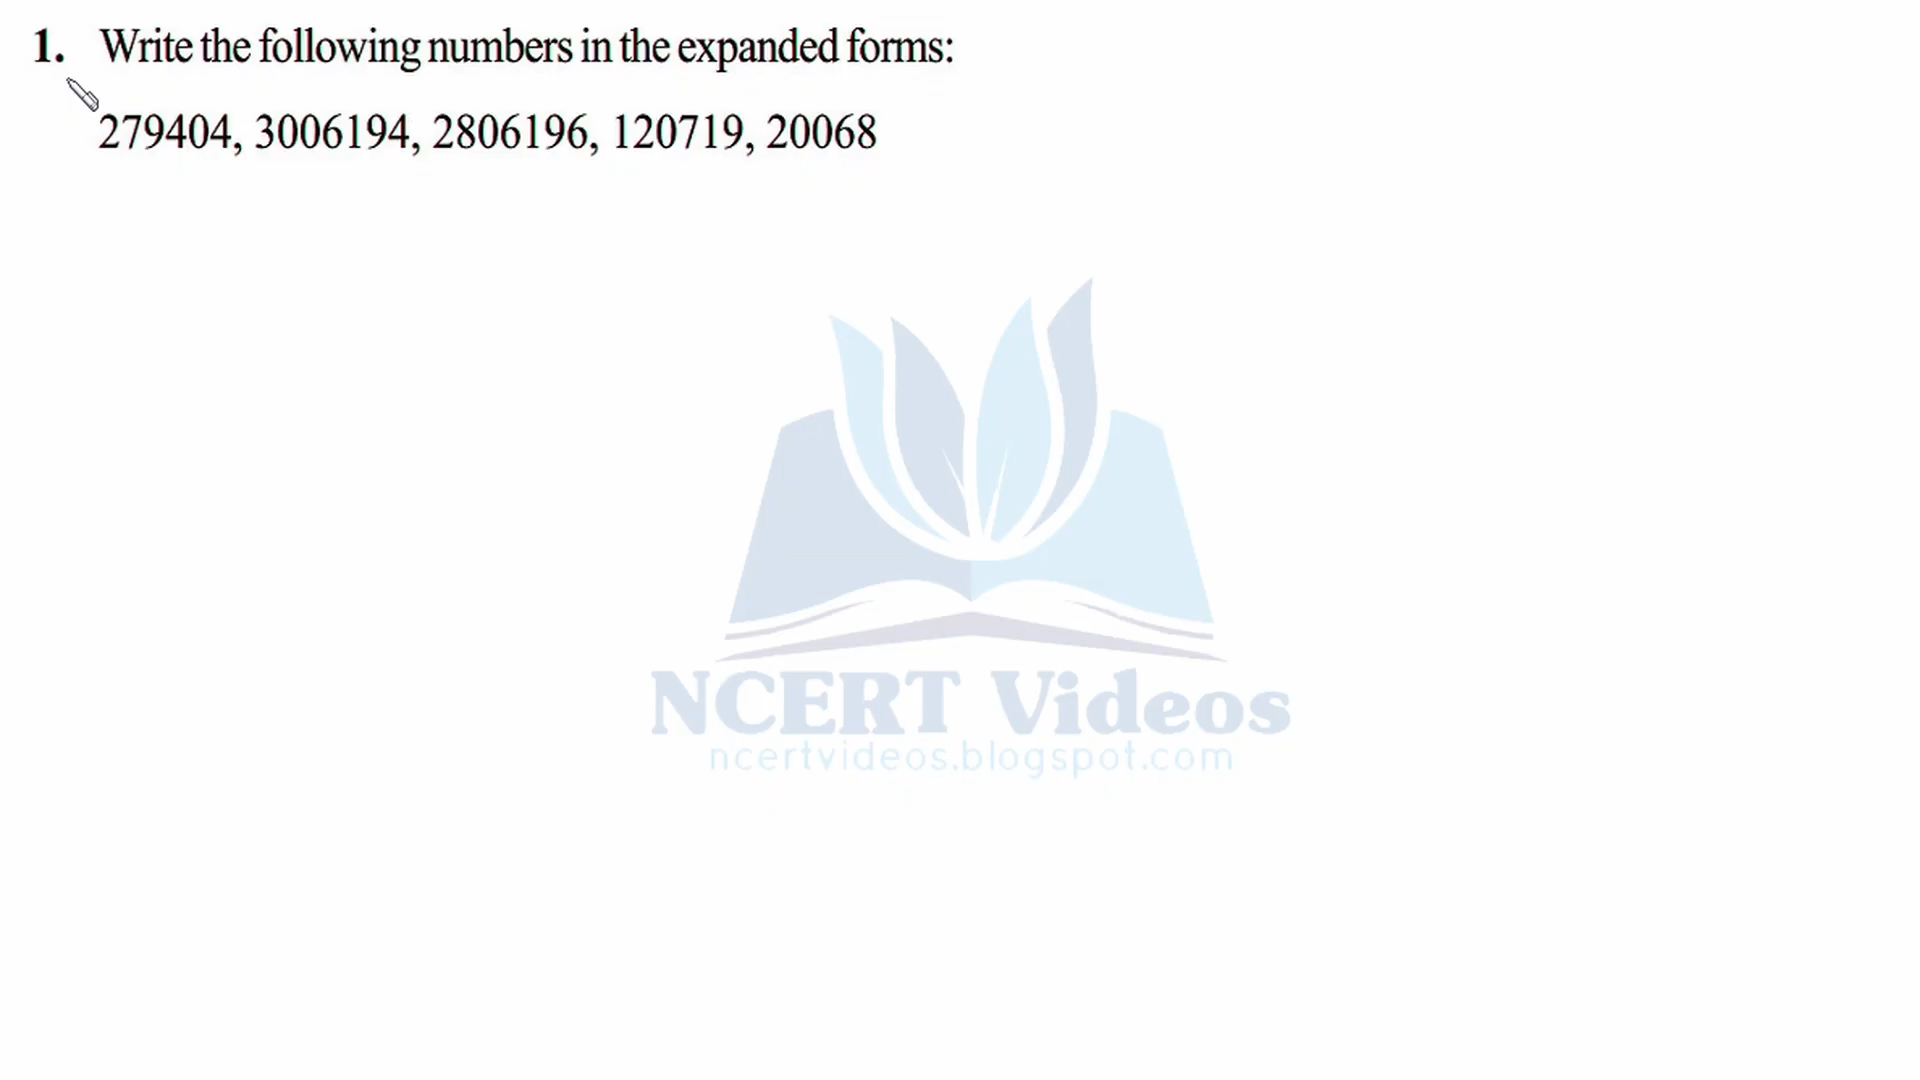 1. Write the following numbers in the expanded forms:
279404, 3006194, 2806196, 120719, 20068
NCERT Videos
ncertvideos.blogspot.com